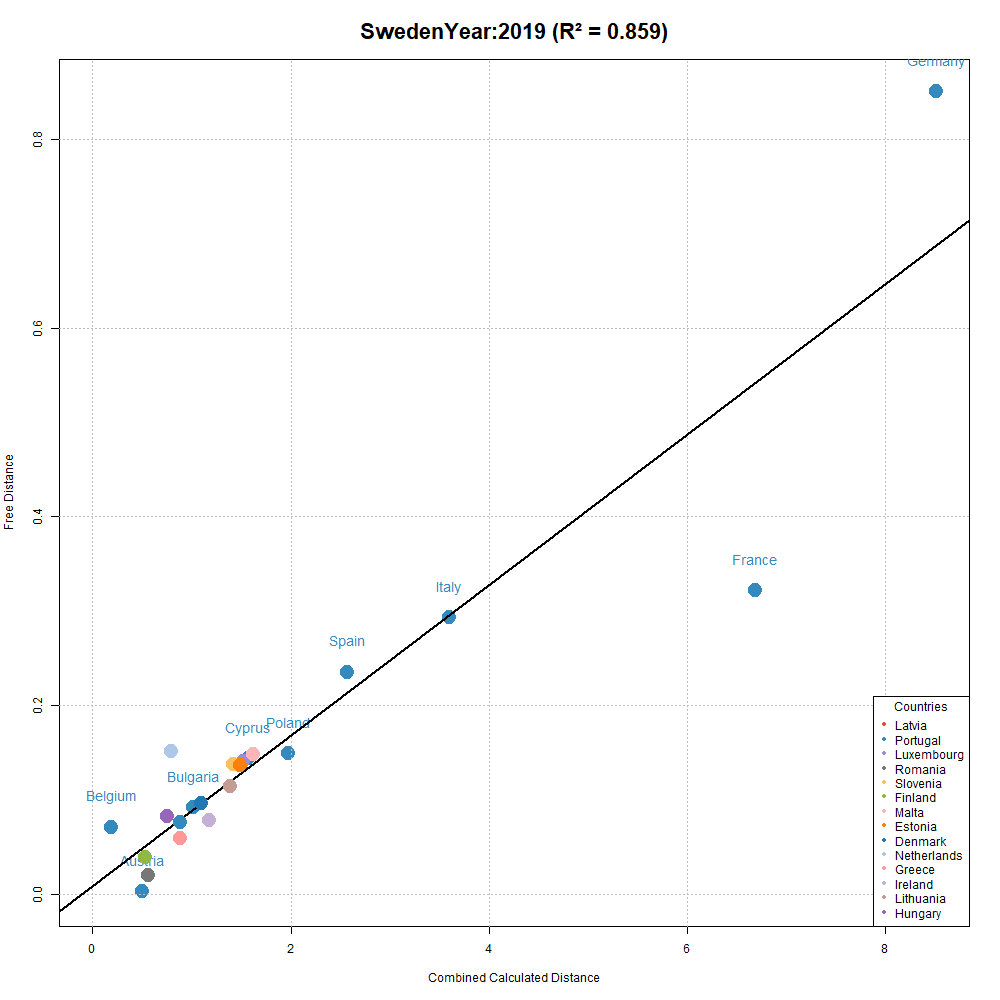 SwedenYear:2019 (R² = 0.859)
Germany
0.8
0.6
Free Distance
0.4
France
Italy
Spain
0.2
Cyprus
Poland
Bulgaria
Belgium
Austria
0.0
Countries
Latvia
Portugal
Luxembourg
Romania
Slovenia
Finland
Malta
Estonia
Denmark
Netherlands
Greece
Ireland
Lithuania
Hungary
0 2 4 6 8
Combined Calculated Distance